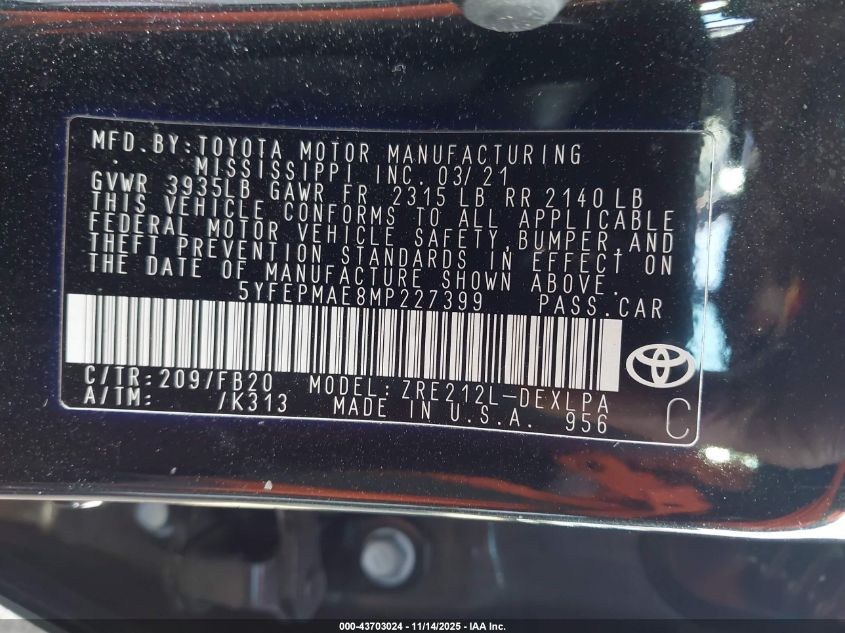 MFD.BY:TOYOTA MOTOR MANUFACTURING
MISSISSIPPI INC. 03/21
GVWR 3935LB GAWR FR 2315 LB RR 2140 LB
THIS VEHICLE CONFORMS TO ALL APPLICABLE
FEDERAL MOTOR VEHICLE SAFETY, BUMPER AND
THEFT PREVENTION STANDARDS IN EFFECT ON
THE DATE OF MANUFACTURE SHOWN ABOVE.
5YFEPMAE8MP227399 PASS.CAR
C/TR:209/FB20 MODEL:ZRE212L-DEXLPA
A/TM: /K313 MADE IN U.S.A. 956
C
000-43703024 - 11/14/2025 - IAA Inc.